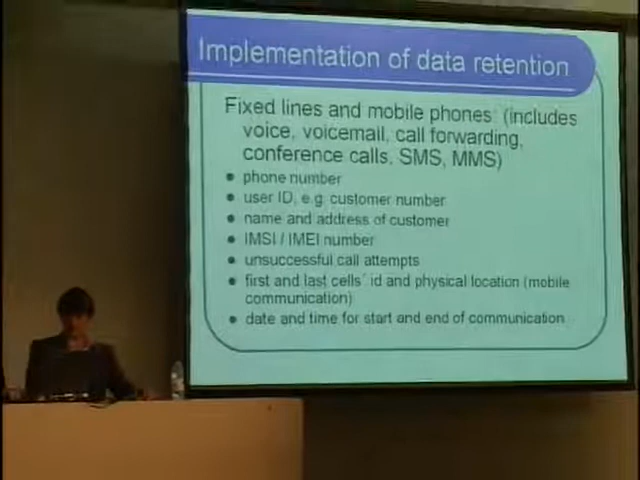 Implementation of data retention
Fixed lines and mobile phones (includes
voice, voicemail, call forwarding,
conference calls, SMS, MMS)
• phone number
• user ID, e.g. customer number
• name and address of customer
• IMSI / IMEI number
• unsuccessful call attempts
• first and last cells´ id and physical location (mobile
communication)
• date and time for start and end of communication